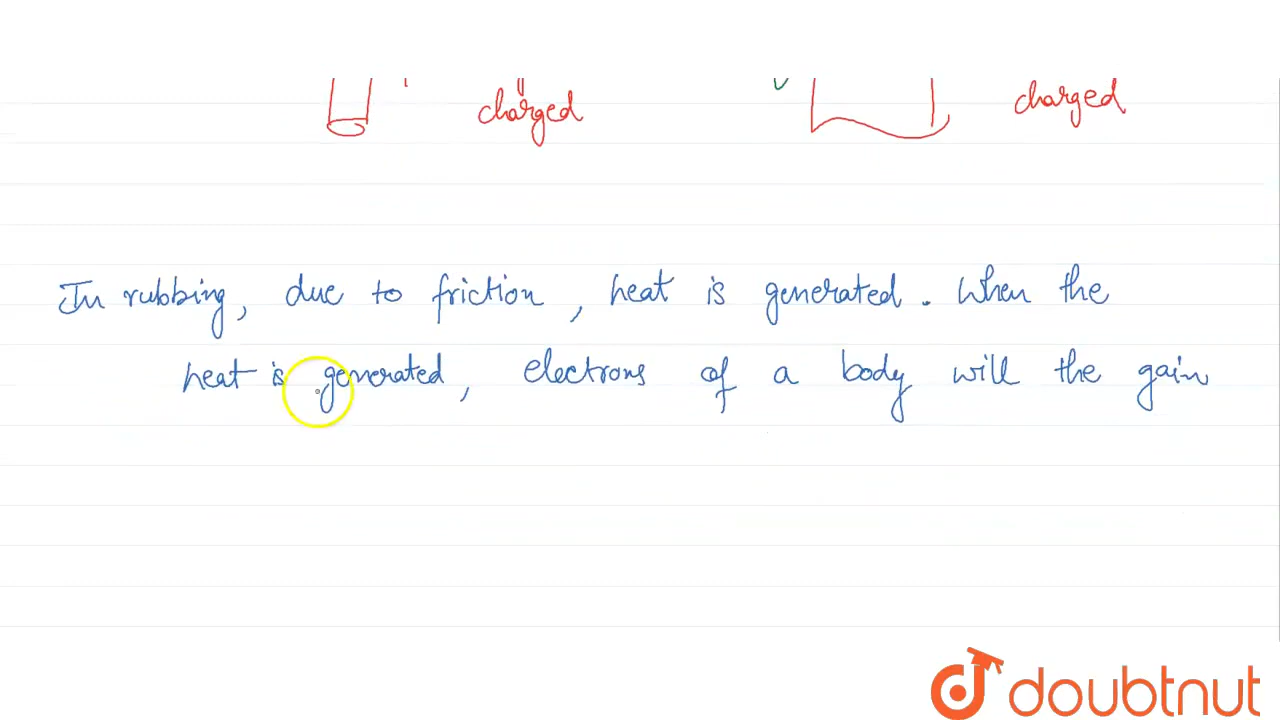 charged charged
In rubbing, due to friction, heat is generated. When the
heat is generated, electrons of a body will the gain
doubtnut